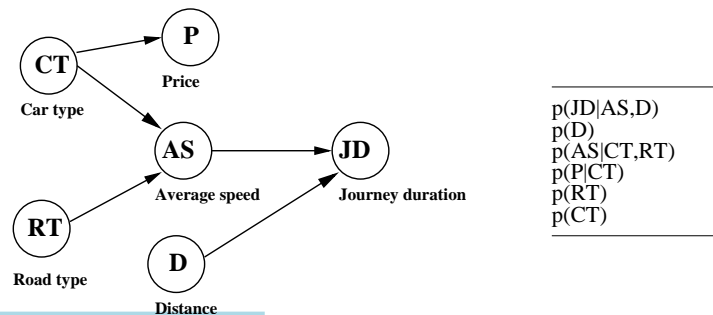 P
CT
Price
Car type
AS
JD
Average speed
Journey duration
RT
D
Road type
Distance
p(JD|AS,D)
p(D)
p(AS|CT,RT)
p(P|CT)
p(RT)
p(CT)